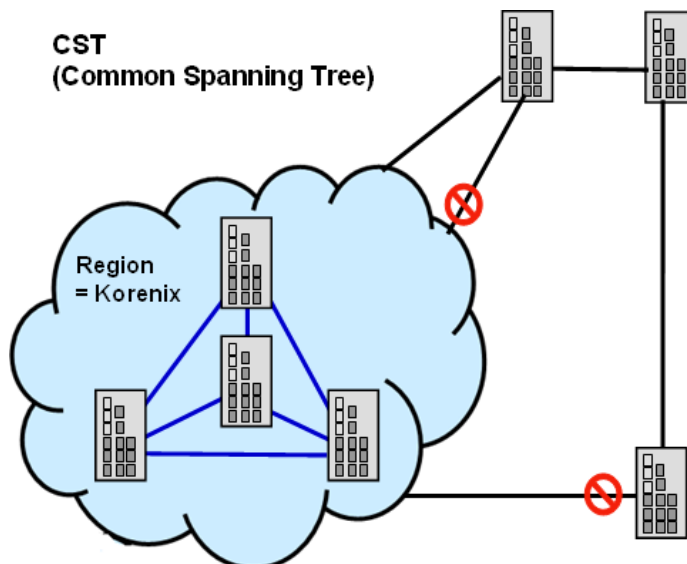 CST
(Common Spanning Tree)
Region
= Korenix